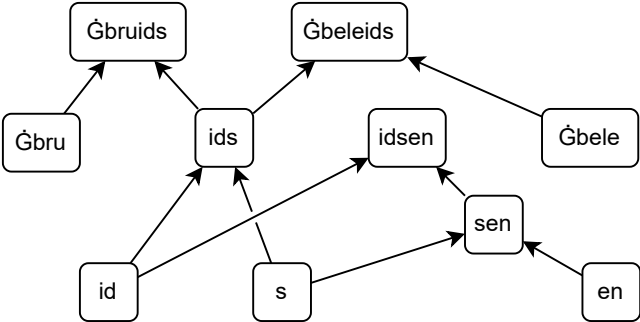 Ġbruids
Ġbeleids
Ġbru
ids
idsen
Ġbele
sen
id
s
en